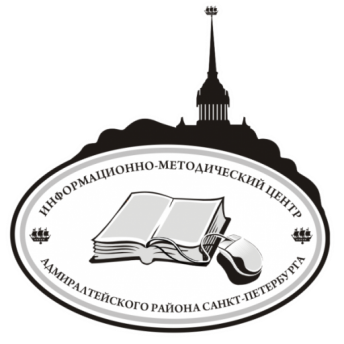 ИНФОРМАЦИОННО-МЕТОДИЧЕСКИЙ ЦЕНТР
АДМИРАЛТЕЙСКОГО РАЙОНА САНКТ-ПЕТЕРБУРГА